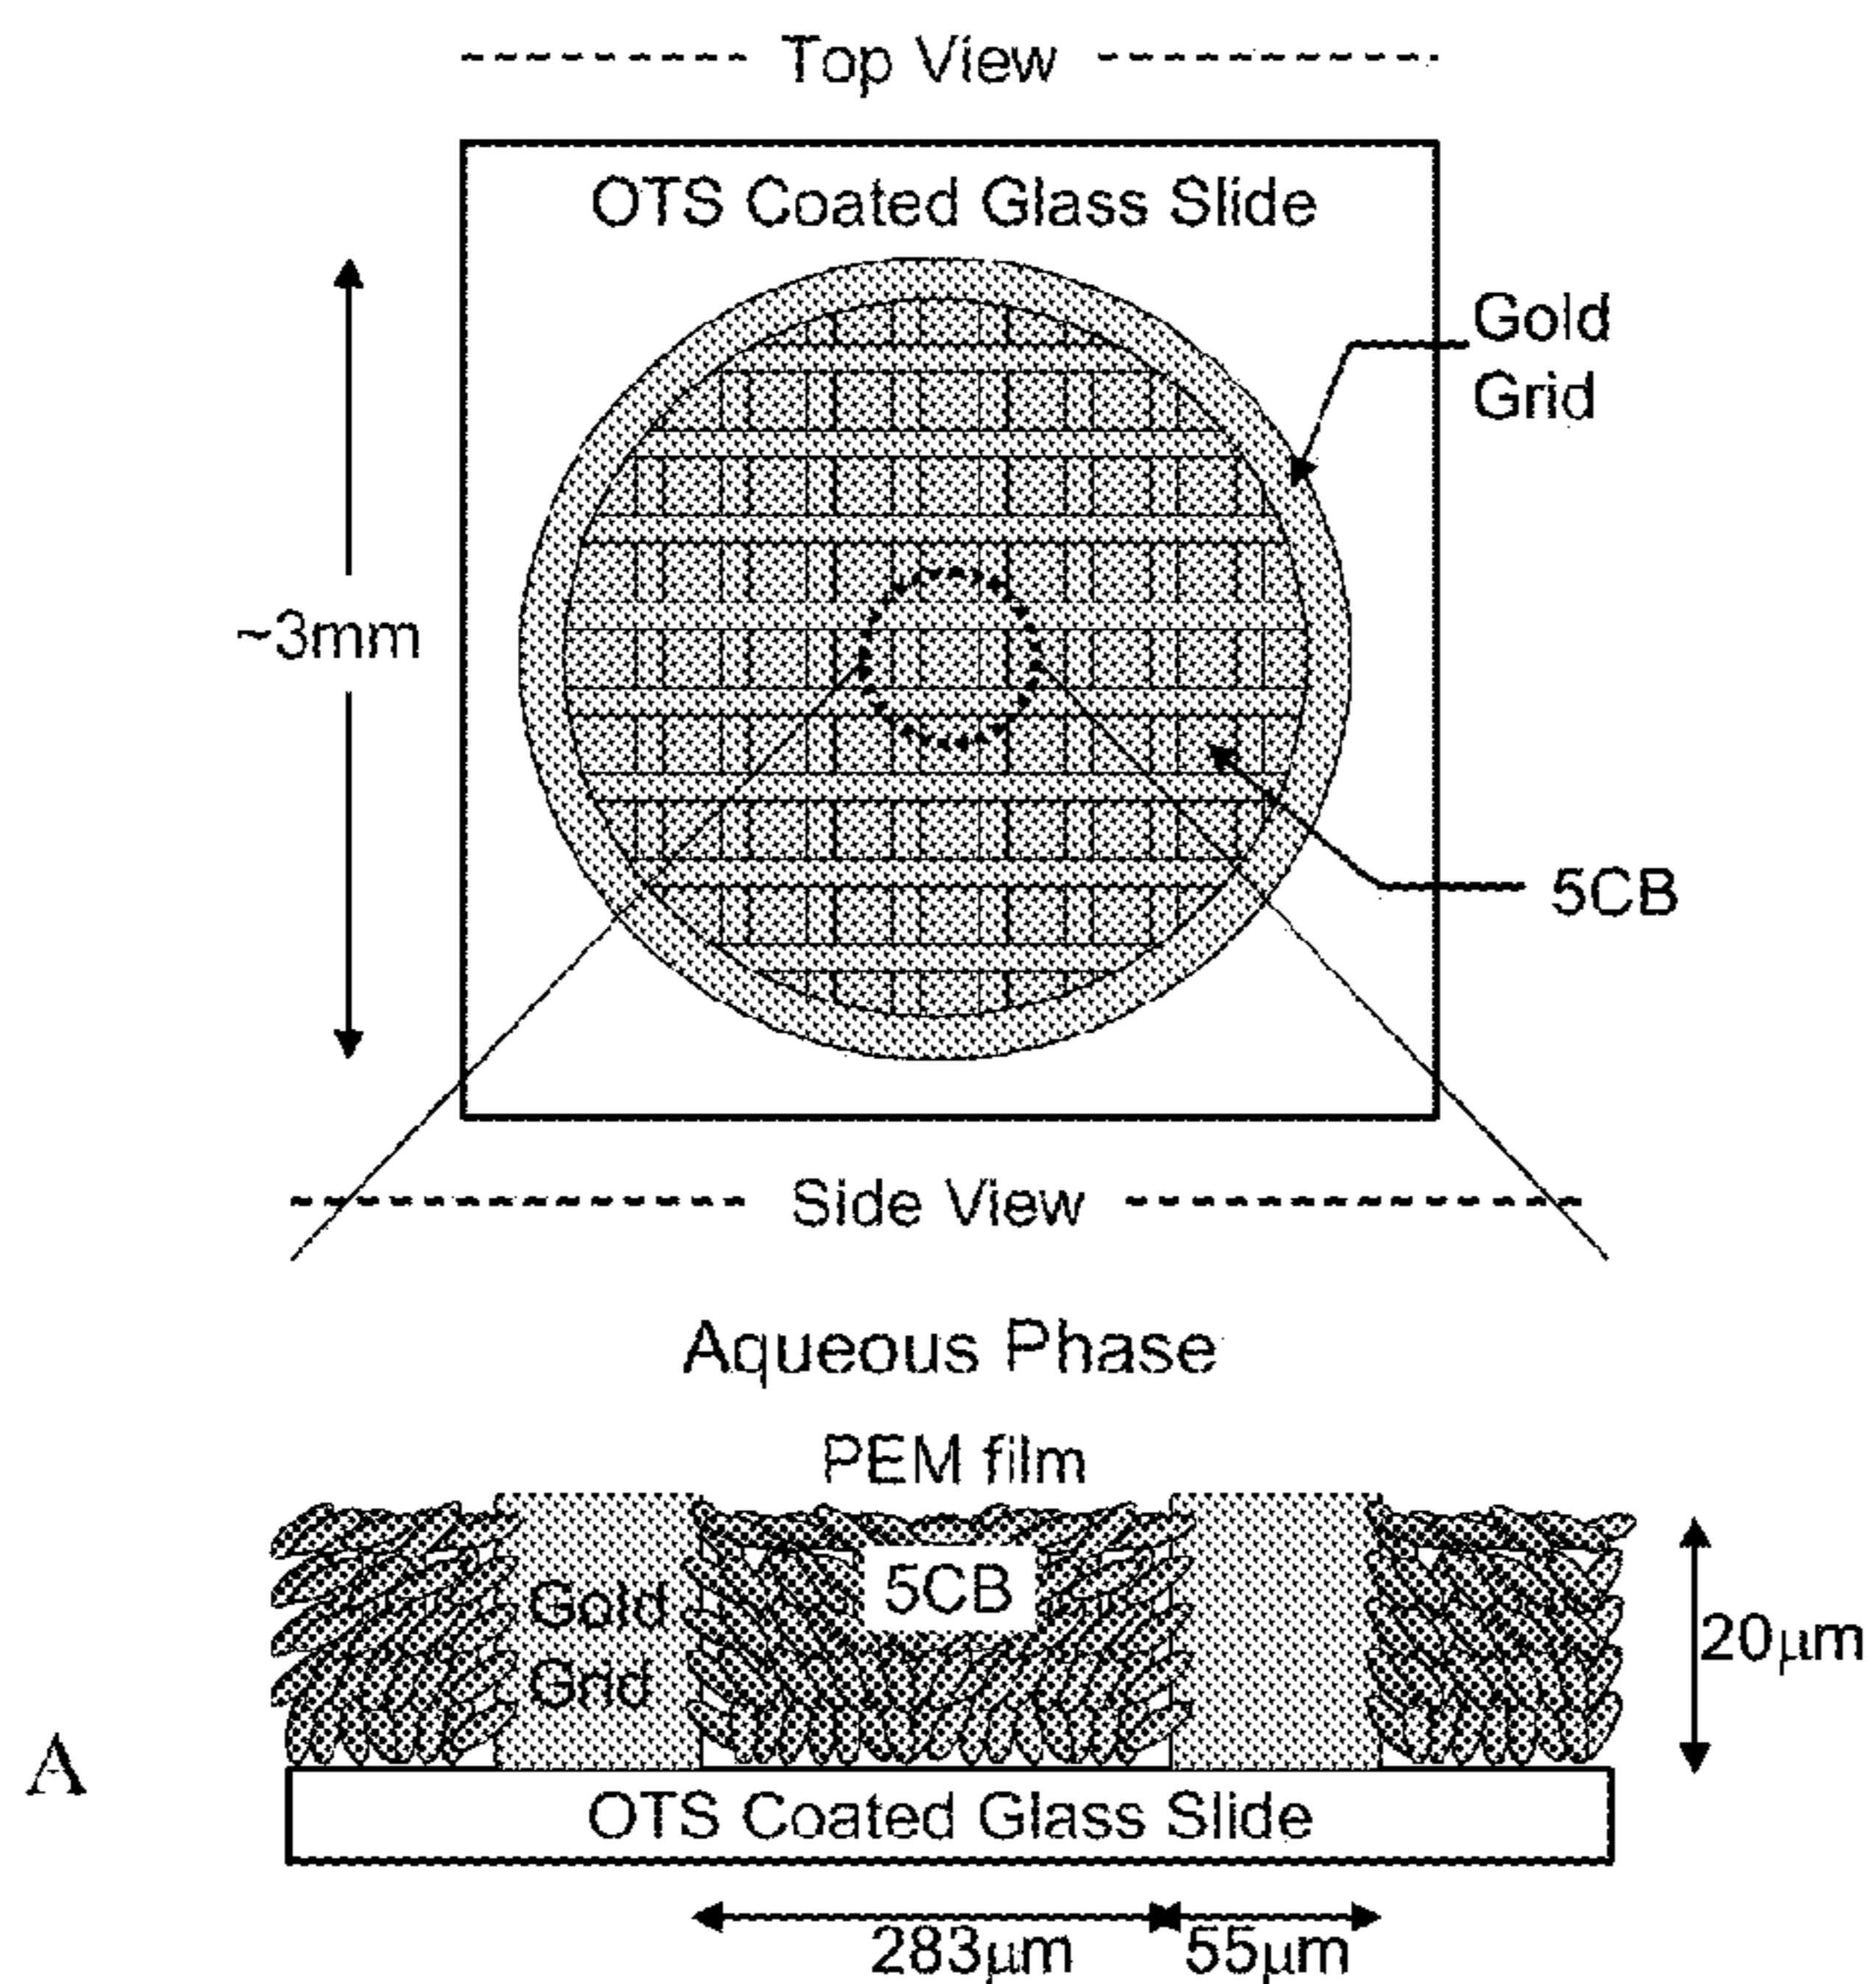 Top View
OTS Coated Glass Slide
Gold
Grid
~3mm
5CB
Side View
Aqueous Phase
PEM film
5CB
Gold
Grid
20μm
A
OTS Coated Glass Slide
283μm
55μm